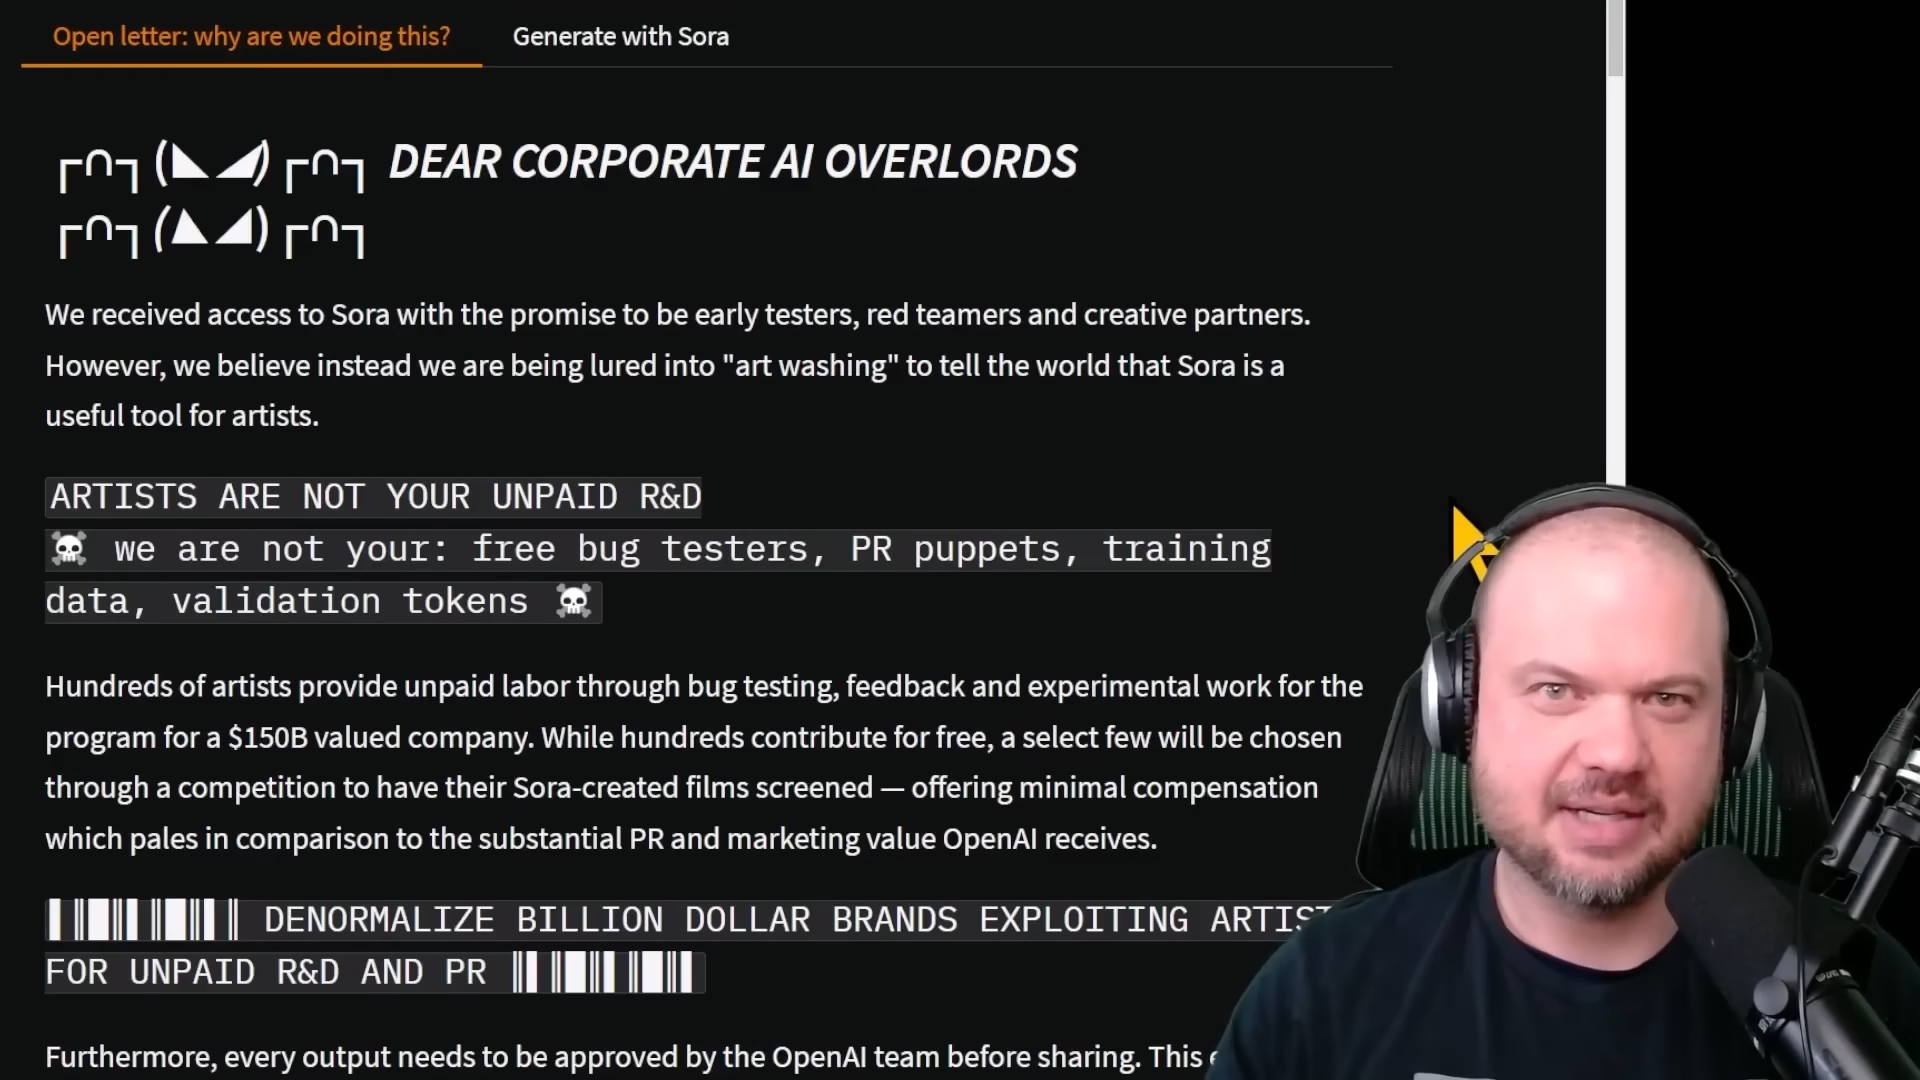 Open letter: why are we doing this?
Generate with Sora
┌∩┐(◣_◢)┌∩┐ DEAR CORPORATE AI OVERLORDS
┌∩┐(◣_◢)┌∩┐
We received access to Sora with the promise to be early testers, red teamers and creative partners.
However, we believe instead we are being lured into "art washing" to tell the world that Sora is a
useful tool for artists.
ARTISTS ARE NOT YOUR UNPAID R&D
☠️ we are not your: free bug testers, PR puppets, training
data, validation tokens ☠️
Hundreds of artists provide unpaid labor through bug testing, feedback and experimental work for the
program for a $150B valued company. While hundreds contribute for free, a select few will be chosen
through a competition to have their Sora-created films screened — offering minimal compensation
which pales in comparison to the substantial PR and marketing value OpenAI receives.
▌║█║▌║█║▌║ DENORMALIZE BILLION DOLLAR BRANDS EXPLOITING ARTIST
FOR UNPAID R&D AND PR ║▌║█║▌║█║▌
Furthermore, every output needs to be approved by the OpenAI team before sharing. This